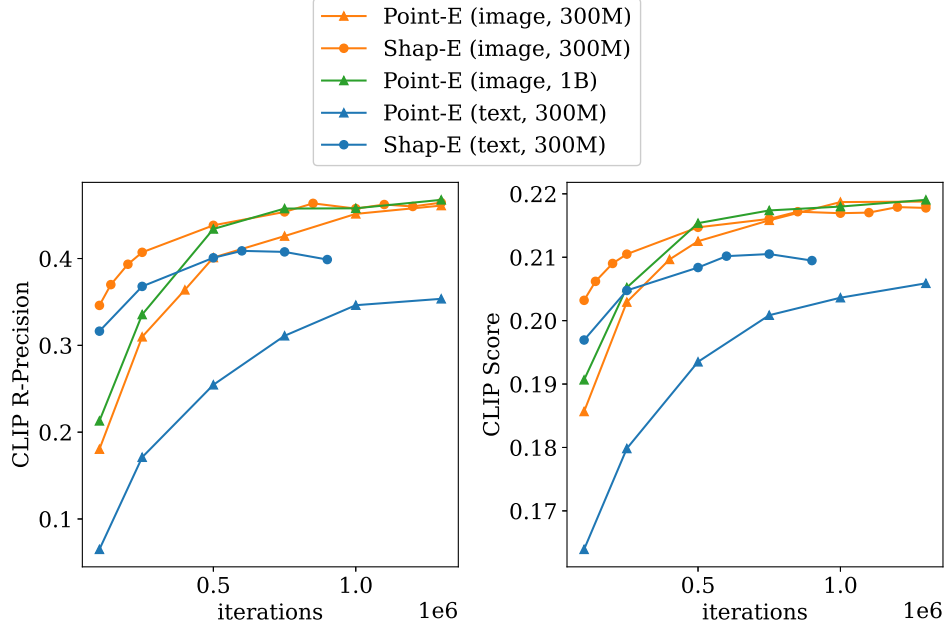 Point-E (image, 300M)
Shap-E (image, 300M)
Point-E (image, 1B)
Point-E (text, 300M)
Shap-E (text, 300M)
CLIP R-Precision
0.4
0.3
0.2
0.1
0.5 1.0
iterations 1e6
CLIP Score
0.22
0.21
0.20
0.19
0.18
0.17
0.5 1.0
iterations 1e6